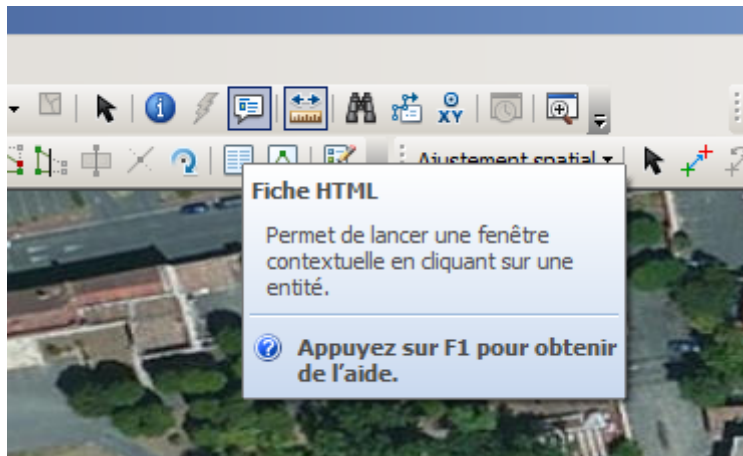 XY
Ajustement spatial
Fiche HTML
Permet de lancer une fenêtre
contextuelle en cliquant sur une
entité.
Appuyez sur F1 pour obtenir
de l'aide.